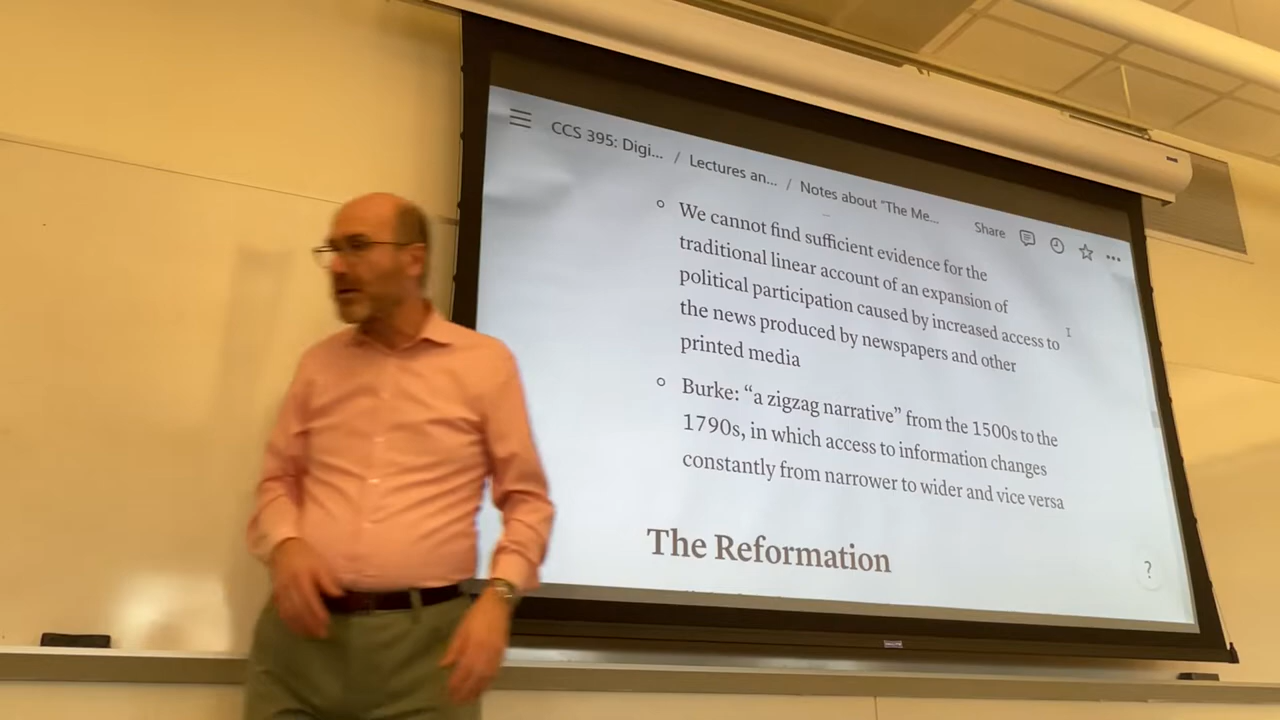 CCS 395: Digi... / Lectures an... / Notes about "The Me... Share
We cannot find sufficient evidence for the
traditional linear account of an expansion of
political participation caused by increased access to
the news produced by newspapers and other
printed media
Burke: “a zigzag narrative” from the 1500s to the
1790s, in which access to information changes
constantly from narrower to wider and vice versa
The Reformation
?